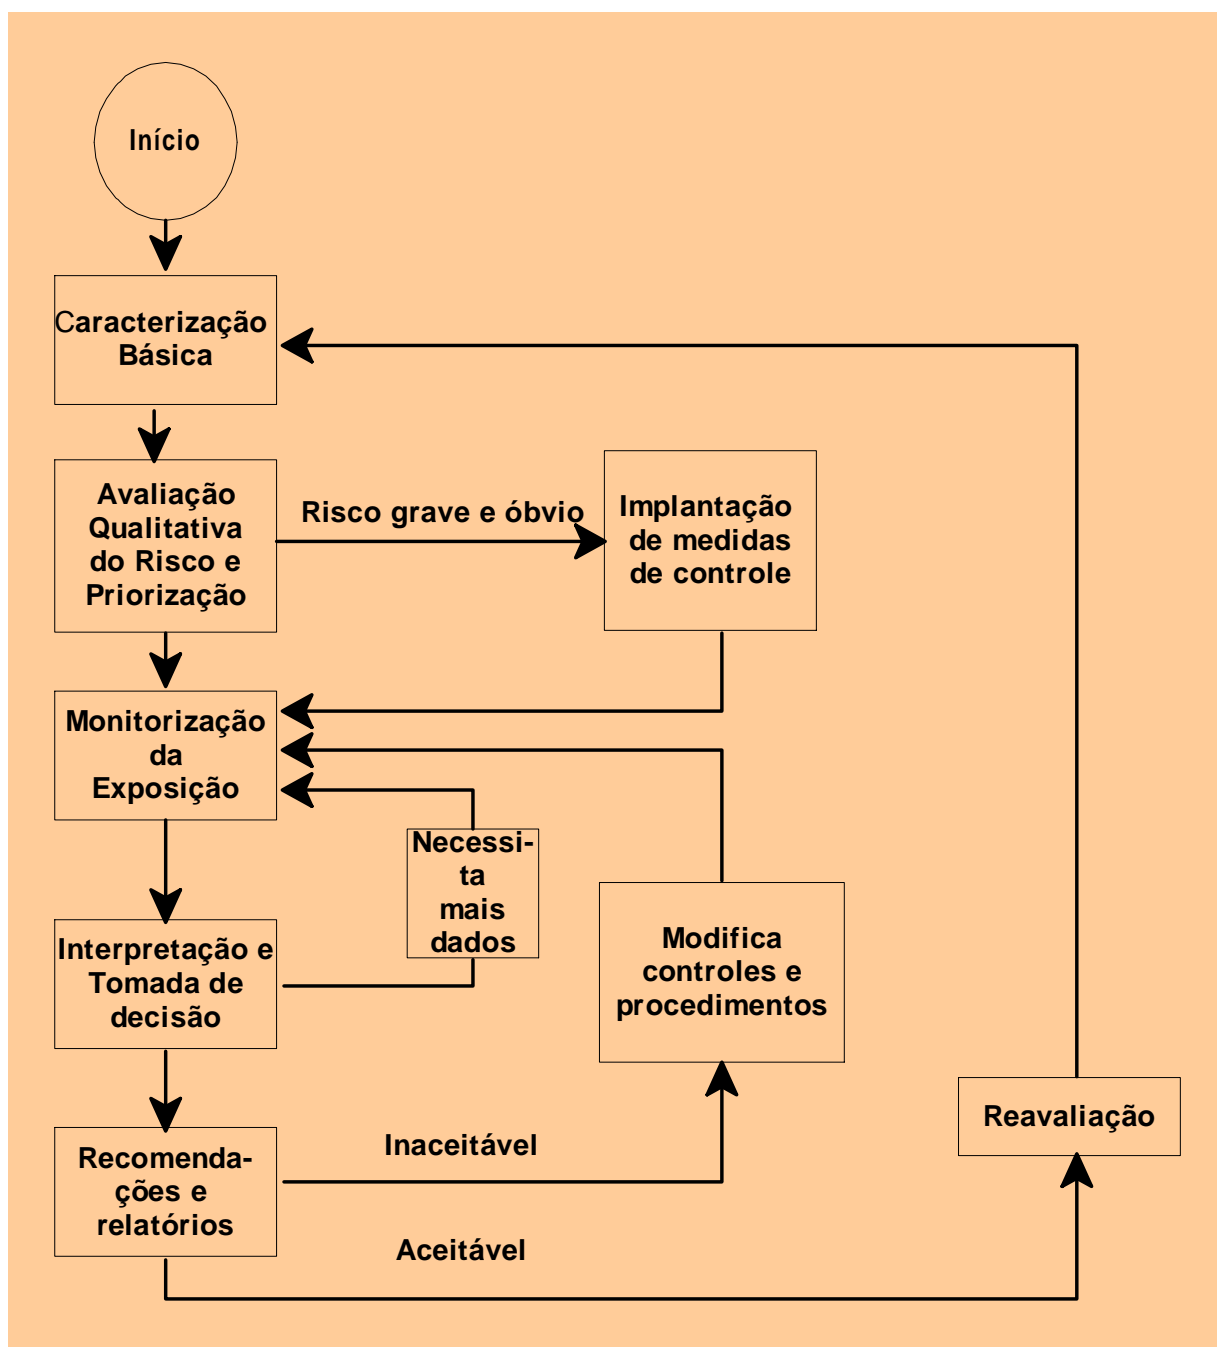 Início
Caracterização
Básica
Avaliação
Qualitativa
do Risco e
Priorização
Risco grave e óbvio
Implantação
de medidas
de controle
Monitorização
da
Exposição
Necessi-
ta
mais
dados
Interpretação e
Tomada de
decisão
Modifica
controles e
procedimentos
Reavaliação
Recomenda-
ções e
relatórios
Inaceitável
Aceitável